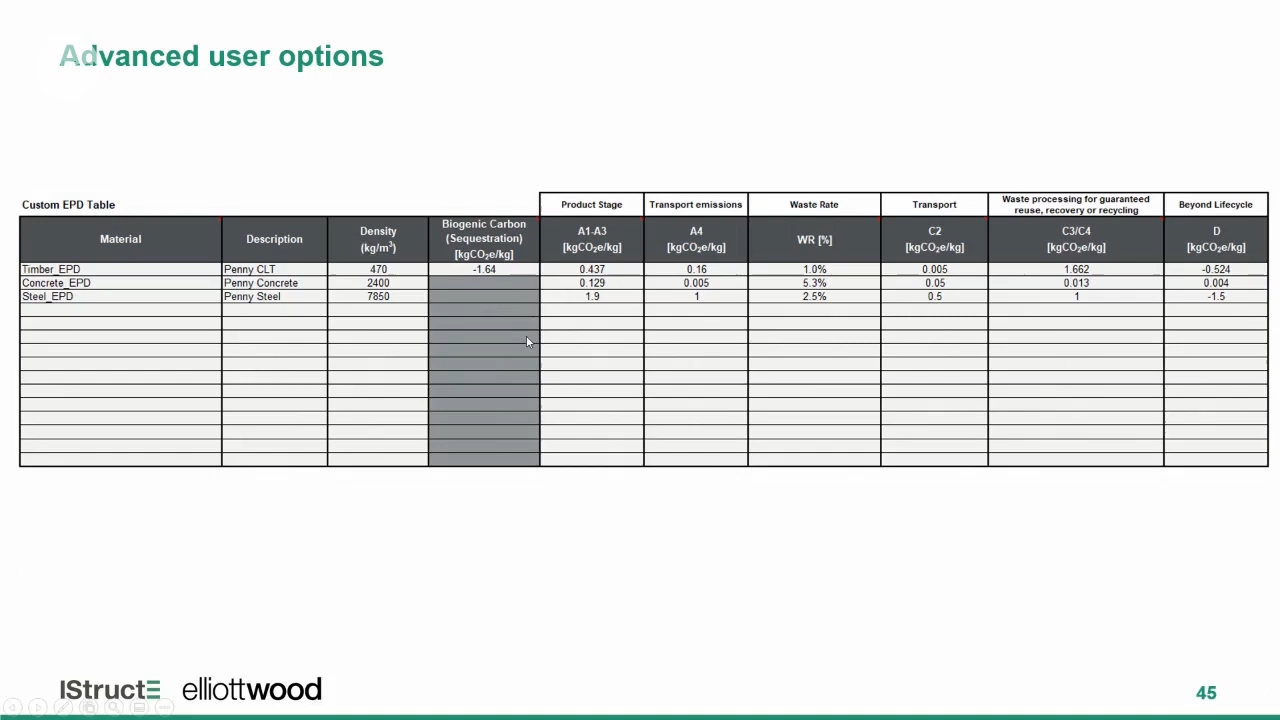 Advanced user options
Custom EPD Table
Product Stage
Transport emissions
Waste Rate
Transport
Waste processing for guaranteed
reuse, recovery or recycling
Beyond Lifecycle
Material
Description
Density
(kg/m³)
Biogenic Carbon
(Sequestration)
[kgCO₂e/kg]
A1-A3
[kgCO₂e/kg]
A4
[kgCO₂e/kg]
WR [%]
C2
[kgCO₂e/kg]
C3/C4
[kgCO₂e/kg]
D
[kgCO₂e/kg]
Timber_EPD Penny CLT 470 -1.64 0.437 0.16 1.0% 0.005 1.662 -0.524
Concrete_EPD Penny Concrete 2400 0.129 0.005 5.3% 0.05 0.013 0.004
Steel_EPD Penny Steel 7850 1.9 1 2.5% 0.5 1 -1.5
IStructE elliottwood
45